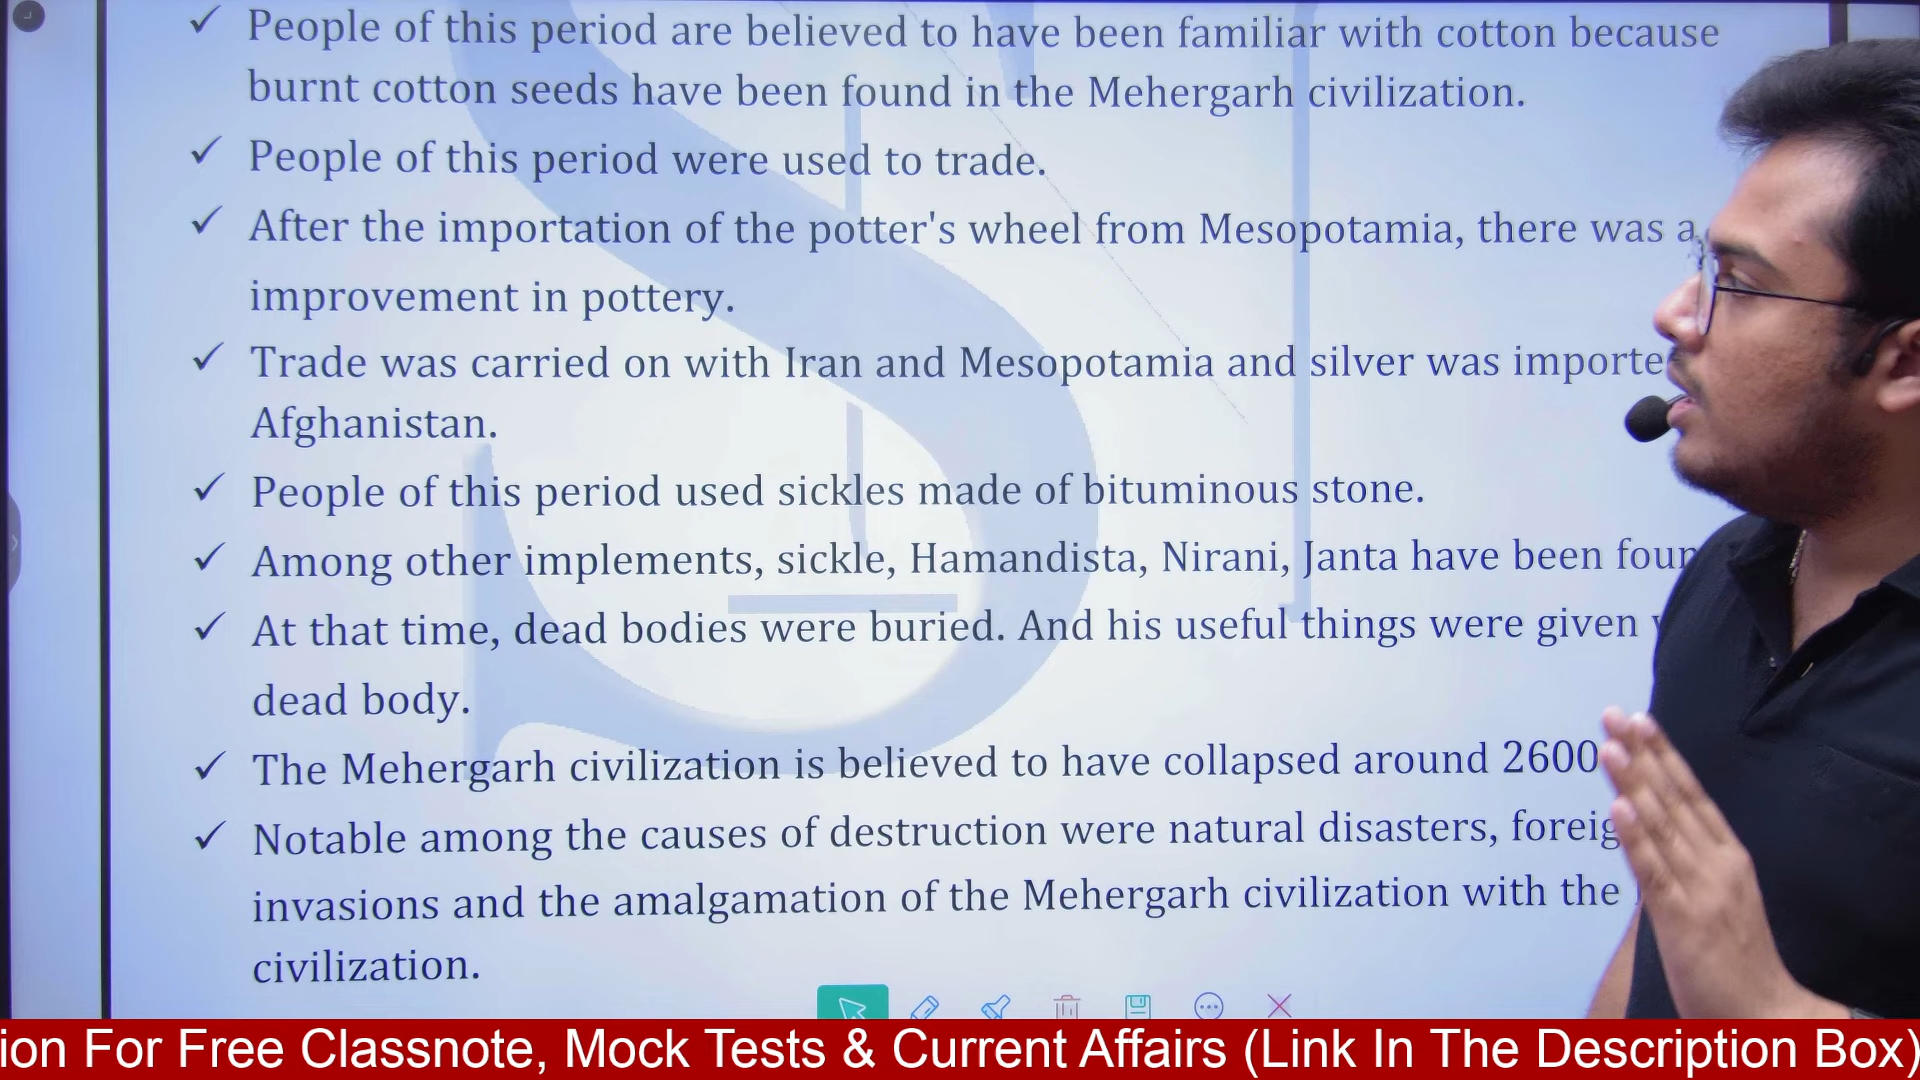 ✓ People of this period are believed to have been familiar with cotton because
burnt cotton seeds have been found in the Mehergarh civilization.
✓ People of this period were used to trade.
✓ After the importation of the potter's wheel from Mesopotamia, there was a
improvement in pottery.
✓ Trade was carried on with Iran and Mesopotamia and silver was importe
Afghanistan.
✓ People of this period used sickles made of bituminous stone.
✓ Among other implements, sickle, Hamandista, Nirani, Janta have been foun
✓ At that time, dead bodies were buried. And his useful things were given
dead body.
✓ The Mehergarh civilization is believed to have collapsed around 2600
✓ Notable among the causes of destruction were natural disasters, foreig
invasions and the amalgamation of the Mehergarh civilization with the
civilization.
ion For Free Classnote, Mock Tests & Current Affairs (Link In The Description Box)